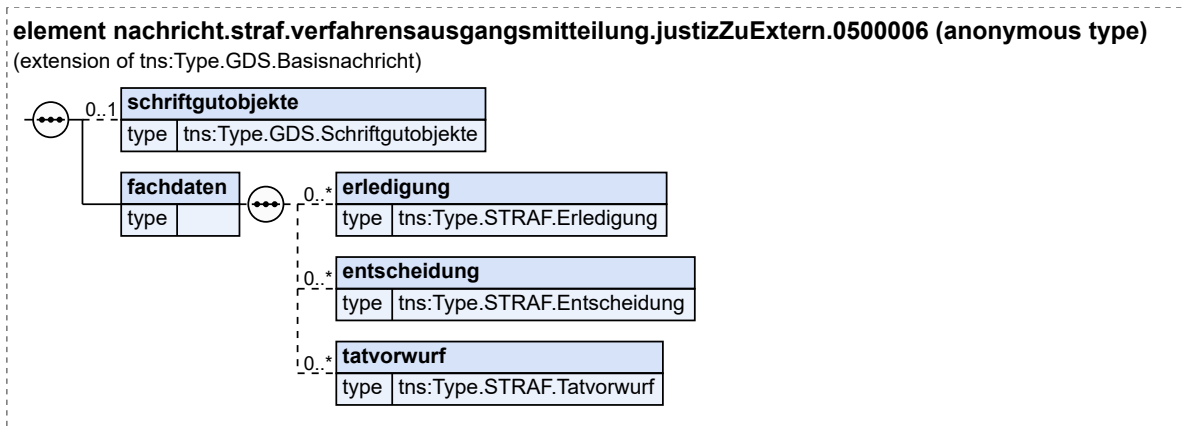 element nachricht.straf.verfahrensausgangsmitteilung.justizZuExtern.0500006 (anonymous type)
(extension of tns:Type.GDS.Basisnachricht)
0..1 schriftgutobjekte
type tns:Type.GDS.Schriftgutobjekte
fachdaten
type
0..* erledigung
type tns:Type.STRAF.Erledigung
0..* entscheidung
type tns:Type.STRAF.Entscheidung
0..* tatvorwurf
type tns:Type.STRAF.Tatvorwurf